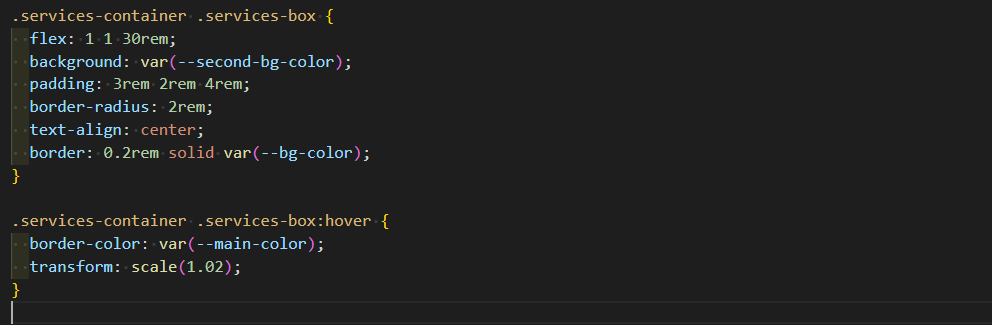 .services-container .services-box {
  flex: 1 1 30rem;
  background: var(--second-bg-color);
  padding: 3rem 2rem 4rem;
  border-radius: 2rem;
  text-align: center;
  border: 0.2rem solid var(--bg-color);
}

.services-container .services-box:hover {
  border-color: var(--main-color);
  transform: scale(1.02);
}